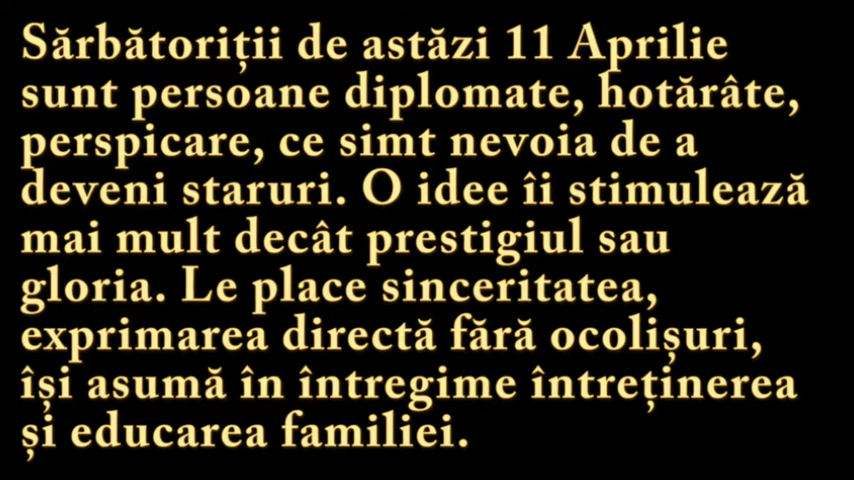 Sărbătoriții de astăzi 11 Aprilie
sunt persoane diplomate, hotărâte,
perspicare, ce simt nevoia de a
deveni staruri. O idee îi stimulează
mai mult decât prestigiul sau
gloria. Le place sinceritatea,
exprimarea directă fără ocolișuri,
își asumă în întregime întreținerea
și educarea familiei.